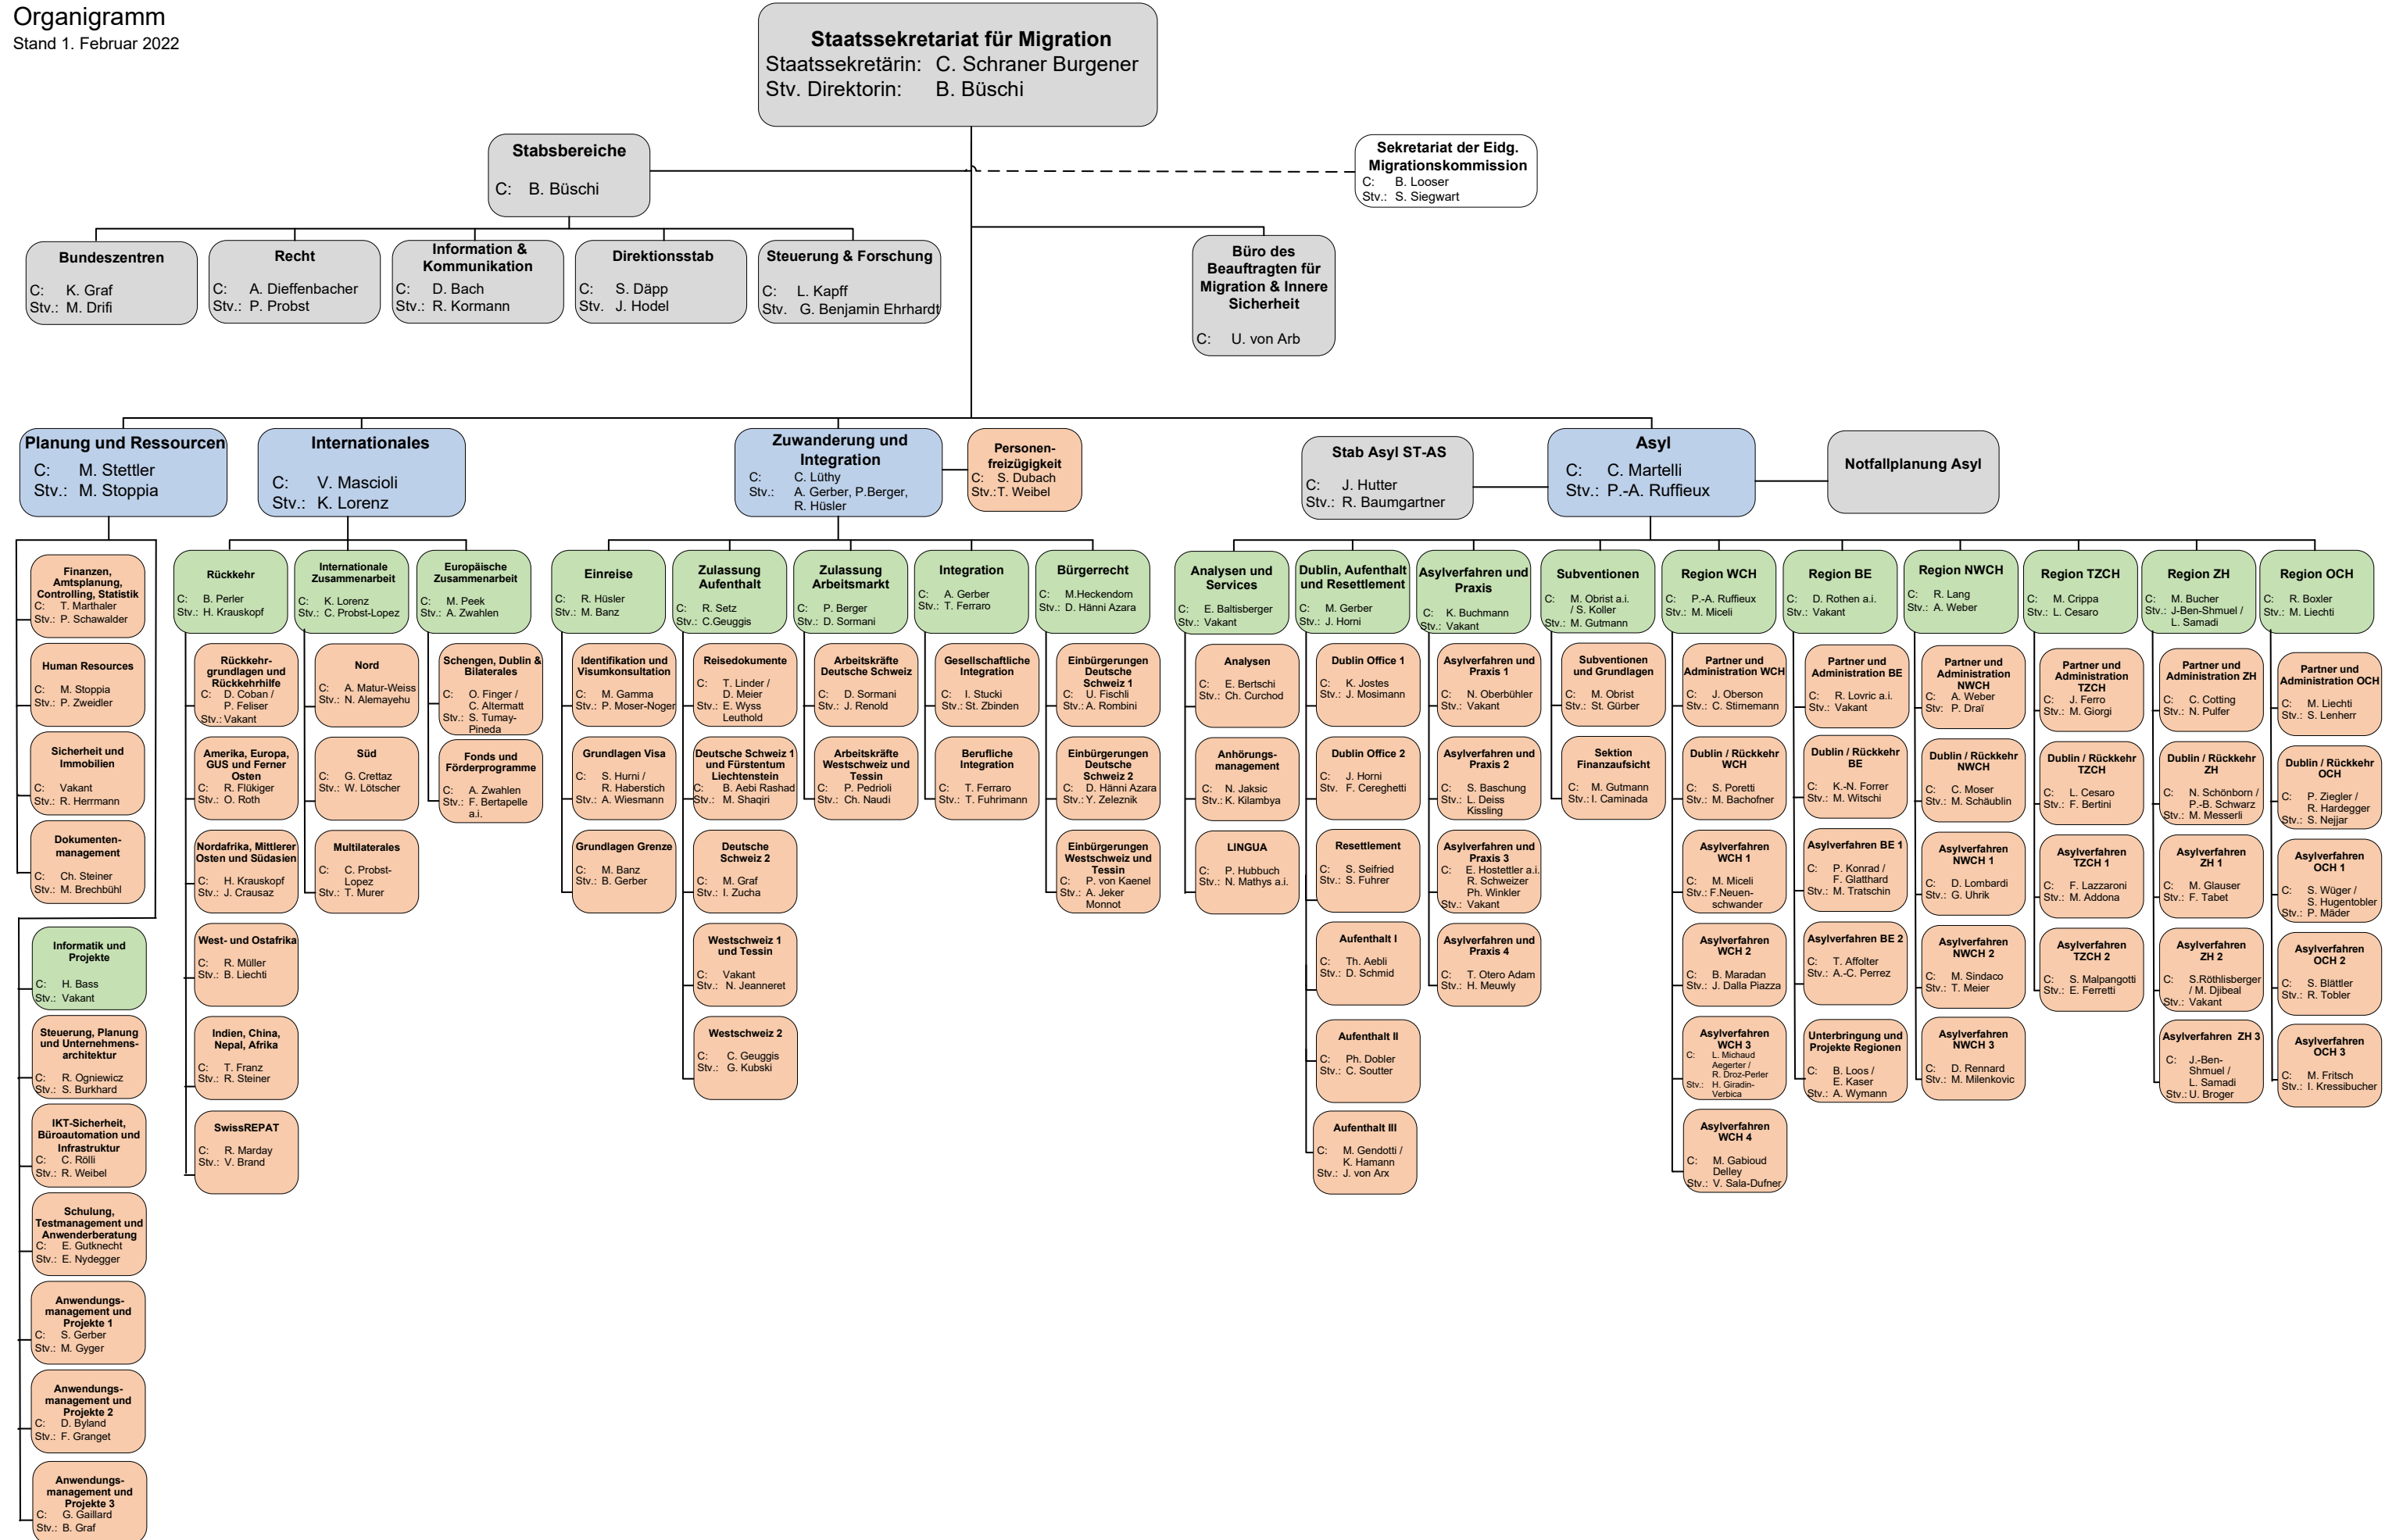 Organigramm
Stand 1. Februar 2022
Staatssekretariat für Migration
Staatssekretärin: C. Schraner Burgener
Stv. Direktorin: B. Büschi
Stabsbereiche
C: B. Büschi
Sekretariat der Eidg.
Migrationskommission
C: B. Looser
Stv.: S. Siegwart
Bundeszentren
C: K. Graf
Stv.: M. Drifi
Recht
C: A. Dieffenbacher
Stv.: P. Probst
Information &
Kommunikation
C: D. Bach
Stv.: R. Kormann
Direktionsstab
C: S. Däpp
Stv. J. Hodel
Steuerung & Forschung
C: L. Kapff
Stv. G. Benjamin Ehrhardt
Büro des
Beauftragten für
Migration & Innere
Sicherheit
C: U. von Arb
Planung und Ressourcen
C: M. Stettler
Stv.: M. Stoppia
Internationales
C: V. Mascioli
Stv.: K. Lorenz
Zuwanderung und
Integration
C: C. Lüthy
Stv.: A. Gerber, P.Berger,
R. Hüsler
Personen-
freizügigkeit
C: S. Dubach
Stv.: T. Weibel
Stab Asyl ST-AS
C: J. Hutter
Stv.: R. Baumgartner
Asyl
C: C. Martelli
Stv.: P.-A. Ruffieux
Notfallplanung Asyl
Finanzen,
Amtsplanung,
Controlling, Statistik
C: T. Marthaler
Stv.: P. Schawalder
Human Resources
C: M. Stoppia
Stv.: P. Zweidler
Sicherheit und
Immobilien
C: Vakant
Stv.: R. Herrmann
Dokumenten-
management
C: Ch. Steiner
Stv.: M. Brechbühl
Informatik und
Projekte
C: H. Bass
Stv.: Vakant
Steuerung, Planung
und Unternehmens-
architektur
C: R. Ogniewicz
Stv.: S. Burkhard
IKT-Sicherheit,
Büroautomation und
Infrastruktur
C: C. Rölli
Stv.: R. Weibel
Schulung,
Testmanagement und
Anwenderberatung
C: E. Gutknecht
Stv.: E. Nydegger
Anwendungs-
management und
Projekte 1
C: S. Gerber
Stv.: M. Gyger
Anwendungs-
management und
Projekte 2
C: D. Byland
Stv.: F. Granget
Anwendungs-
management und
Projekte 3
C: G. Gaillard
Stv.: B. Graf
Rückkehr
C: B. Perler
Stv.: H. Krauskopf
Rückkehr-
grundlagen und
Rückkehrhilfe
C: D. Coban /
P. Feliser
Stv.: Vakant
Amerika, Europa,
GUS und Ferner
Osten
C: R. Flükiger
Stv.: O. Roth
Nordafrika, Mittlerer
Osten und Südasien
C: H. Krauskopf
Stv.: J. Crausaz
West- und Ostafrika
C: R. Müller
Stv.: B. Liechti
Indien, China,
Nepal, Afrika
C: T. Franz
Stv.: R. Steiner
SwissREPAT
C: R. Marday
Stv.: V. Brand
Internationale
Zusammenarbeit
C: K. Lorenz
Stv.: C. Probst-Lopez
Nord
C: A. Matur-Weiss
Stv.: N. Alemayehu
Süd
C: G. Crettaz
Stv.: W. Lötscher
Multilaterales
C: C. Probst-
Lopez
Stv.: T. Murer
Europäische
Zusammenarbeit
C: M. Peek
Stv.: A. Zwahlen
Schengen, Dublin &
Bilaterales
C: O. Finger /
C. Altermatt
Stv.: S. Tumay-
Pineda
Fonds und
Förderprogramme
C: A. Zwahlen
Stv.: F. Bertapelle
a.i.
Einreise
C: R. Hüsler
Stv.: M. Banz
Identifikation und
Visumkonsultation
C: M. Gamma
Stv.: P. Moser-Noger
Grundlagen Visa
C: S. Hurni /
R. Haberstich
Stv.: A. Wiesmann
Grundlagen Grenze
C: M. Banz
Stv.: B. Gerber
Zulassung
Aufenthalt
C: R. Setz
Stv.: C.Geuggis
Reisedokumente
C: T. Linder /
D. Meier
Stv.: E. Wyss
Leuthold
Deutsche Schweiz 1
und Fürstentum
Liechtenstein
C: B. Aebi Rashad
Stv.: M. Shaqiri
Deutsche
Schweiz 2
C: M. Graf
Stv.: I. Zucha
Westschweiz 1
und Tessin
C: Vakant
Stv.: N. Jeanneret
Westschweiz 2
C: C. Geuggis
Stv.: G. Kubski
Zulassung
Arbeitsmarkt
C: P. Berger
Stv.: D. Sormani
Arbeitskräfte
Deutsche Schweiz
C: D. Sormani
Stv.: J. Renold
Arbeitskräfte
Westschweiz und
Tessin
C: P. Pedrioli
Stv.: Ch. Naudi
Integration
C: A. Gerber
Stv.: T. Ferraro
Gesellschaftliche
Integration
C: I. Stucki
Stv.: St. Zbinden
Berufliche
Integration
C: T. Ferraro
Stv.: T. Fuhrimann
Bürgerrecht
C: M.Heckendorn
Stv.: D. Hänni Azara
Einbürgerungen
Deutsche
Schweiz 1
C: U. Fischli
Stv.: A. Rombini
Einbürgerungen
Deutsche
Schweiz 2
C: D. Hänni Azara
Stv.: Y. Zeleznik
Einbürgerungen
Westschweiz und
Tessin
C: P. von Kaenel
Stv.: A. Jeker
Monnot
Analysen und
Services
C: E. Baltisberger
Stv.: Vakant
Analysen
C: E. Bertschi
Stv.: Ch. Curchod
Anhörungs-
management
C: N. Jaksic
Stv.: K. Kilambya
LINGUA
C: P. Hubbuch
Stv.: N. Mathys a.i.
Dublin, Aufenthalt
und Resettlement
C: M. Gerber
Stv.: J. Horni
Dublin Office 1
C: K. Jostes
Stv.: J. Mosimann
Dublin Office 2
C: J. Horni
Stv. F. Cereghetti
Resettlement
C: S. Seifried
Stv.: S. Fuhrer
Aufenthalt I
C: Th. Aebli
Stv.: D. Schmid
Aufenthalt II
C: Ph. Dobler
Stv.: C. Soutter
Aufenthalt III
C: M. Gendotti /
K. Hamann
Stv.: J. von Arx
Asylverfahren und
Praxis
C: K. Buchmann
Stv.: Vakant
Asylverfahren und
Praxis 1
C: N. Oberbühler
Stv.: Vakant
Asylverfahren und
Praxis 2
C: S. Baschung
Stv.: L. Deiss
Kissling
Asylverfahren und
Praxis 3
C: E. Hostettler a.i.
R. Schweizer
Ph. Winkler
Stv.: Vakant
Asylverfahren und
Praxis 4
C: T. Otero Adam
Stv.: H. Meuwly
Subventionen
C: M. Obrist a.i.
/ S. Koller
Stv.: M. Gutmann
Subventionen
und Grundlagen
C: M. Obrist
Stv.: St. Gürber
Sektion
Finanzaufsicht
C: M. Gutmann
Stv.: I. Caminada
Region WCH
C: P.-A. Ruffieux
Stv.: M. Miceli
Partner und
Administration WCH
C: J. Oberson
Stv.: C. Stirnemann
Dublin / Rückkehr
WCH
C: S. Poretti
Stv.: M. Bachofner
Asylverfahren
WCH 1
C: M. Miceli
Stv.: F.Neuen-
schwander
Asylverfahren
WCH 2
C: B. Maradan
Stv.: J. Dalla Piazza
Asylverfahren
WCH 3
C: L. Michaud
Aegerter /
R. Droz-Perler
Stv.: H. Giradin-
Verbica
Asylverfahren
WCH 4
C: M. Gabioud
Delley
Stv.: V. Sala-Dufner
Region BE
C: D. Rothen a.i.
Stv.: Vakant
Partner und
Administration BE
C: R. Lovric a.i.
Stv.: Vakant
Dublin / Rückkehr
BE
C: K.-N. Forrer
Stv.: M. Witschi
Asylverfahren BE 1
C: P. Konrad /
F. Glatthard
Stv.: M. Tratschin
Asylverfahren BE 2
C: T. Affolter
Stv.: A.-C. Perrez
Unterbringung und
Projekte Regionen
C: B. Loos /
E. Kaser
Stv.: A. Wymann
Region NWCH
C: R. Lang
Stv.: A. Weber
Partner und
Administration
NWCH
C: A. Weber
Stv: P. Draï
Dublin / Rückkehr
NWCH
C: C. Moser
Stv.: M. Schäublin
Asylverfahren
NWCH 1
C: D. Lombardi
Stv.: G. Uhrik
Asylverfahren
NWCH 2
C: M. Sindaco
Stv.: T. Meier
Asylverfahren
NWCH 3
C: D. Rennard
Stv.: M. Milenkovic
Region TZCH
C: M. Crippa
Stv.: L. Cesaro
Partner und
Administration
TZCH
C: J. Ferro
Stv.: M. Giorgi
Dublin / Rückkehr
TZCH
C: L. Cesaro
Stv.: F. Bertini
Asylverfahren
TZCH 1
C: F. Lazzaroni
Stv.: M. Addona
Asylverfahren
TZCH 2
C: S. Malpangotti
Stv.: E. Ferretti
Region ZH
C: M. Bucher
Stv.: J-Ben-Shmuel /
L. Samadi
Partner und
Administration ZH
C: C. Cotting
Stv.: N. Pulfer
Dublin / Rückkehr
ZH
C: N. Schönborn /
P.-B. Schwarz
Stv.: M. Messerli
Asylverfahren
ZH 1
C: M. Glauser
Stv.: F. Tabet
Asylverfahren
ZH 2
C: S.Röthlisberger
/ M. Djibeal
Stv.: Vakant
Asylverfahren ZH 3
C: J.-Ben-
Shmuel /
L. Samadi
Stv.: U. Broger
Region OCH
C: R. Boxler
Stv.: M. Liechti
Partner und
Administration OCH
C: M. Liechti
Stv.: S. Lenherr
Dublin / Rückkehr
OCH
C: P. Ziegler /
R. Hardegger
Stv.: S. Nejjar
Asylverfahren
OCH 1
C: S. Wüger /
S. Hugentobler
Stv.: P. Mäder
Asylverfahren
OCH 2
C: S. Blättler
Stv.: R. Tobler
Asylverfahren
OCH 3
C: M. Fritsch
Stv.: I. Kressibucher